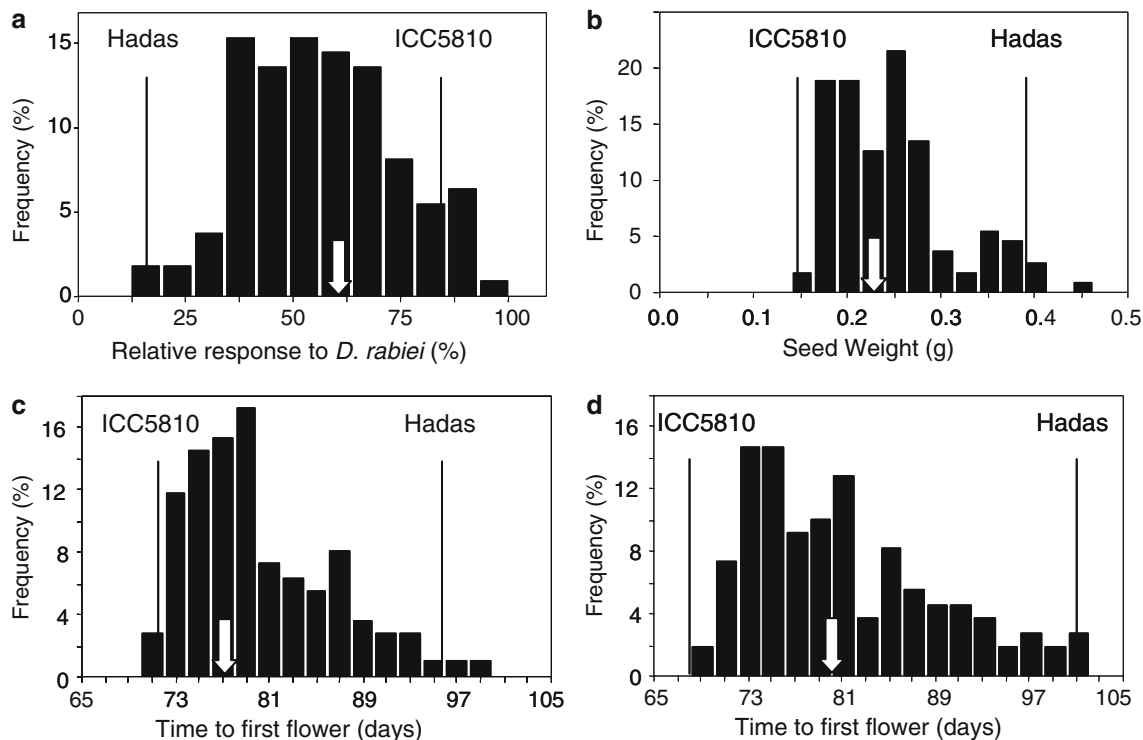 a
Hadas
ICC5810
Frequency (%)
15
10
5
0
0
25
50
75
100
Relative response to D. rabiei (%)
b
ICC5810
Hadas
Frequency (%)
20
15
10
5
0
0.0
0.1
0.2
0.3
0.4
0.5
Seed Weight (g)
c
ICC5810
Hadas
Frequency (%)
16
12
8
4
0
65
73
81
89
97
105
Time to first flower (days)
d
ICC5810
Hadas
Frequency (%)
16
12
8
4
0
65
73
81
89
97
105
Time to first flower (days)